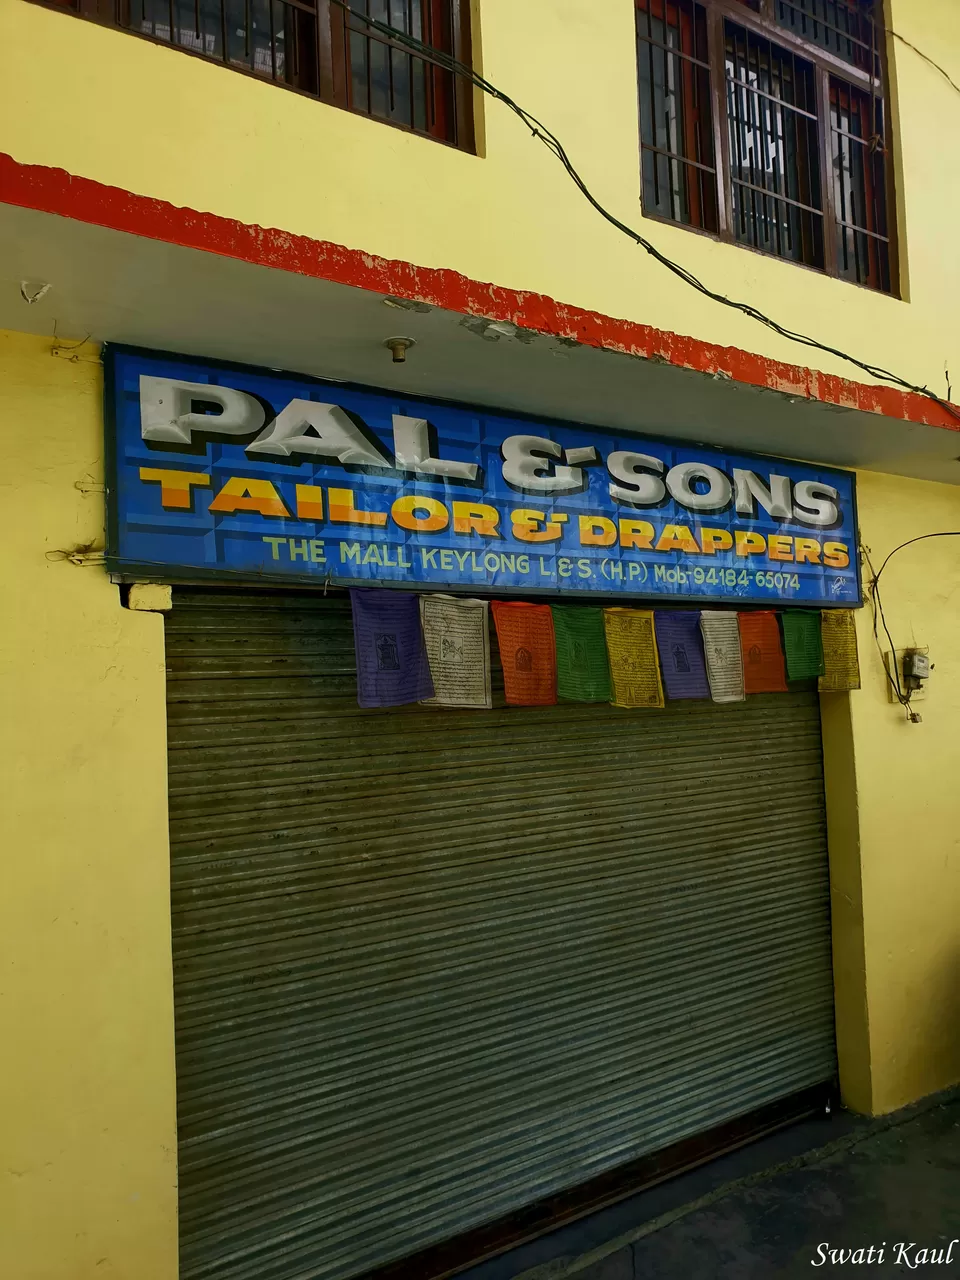 PAL & SONS
TAILOR & DRAPPERS
THE MALL KEYLONG L.& S. (H.P.) Mob-94184-65074
Swati Kaul